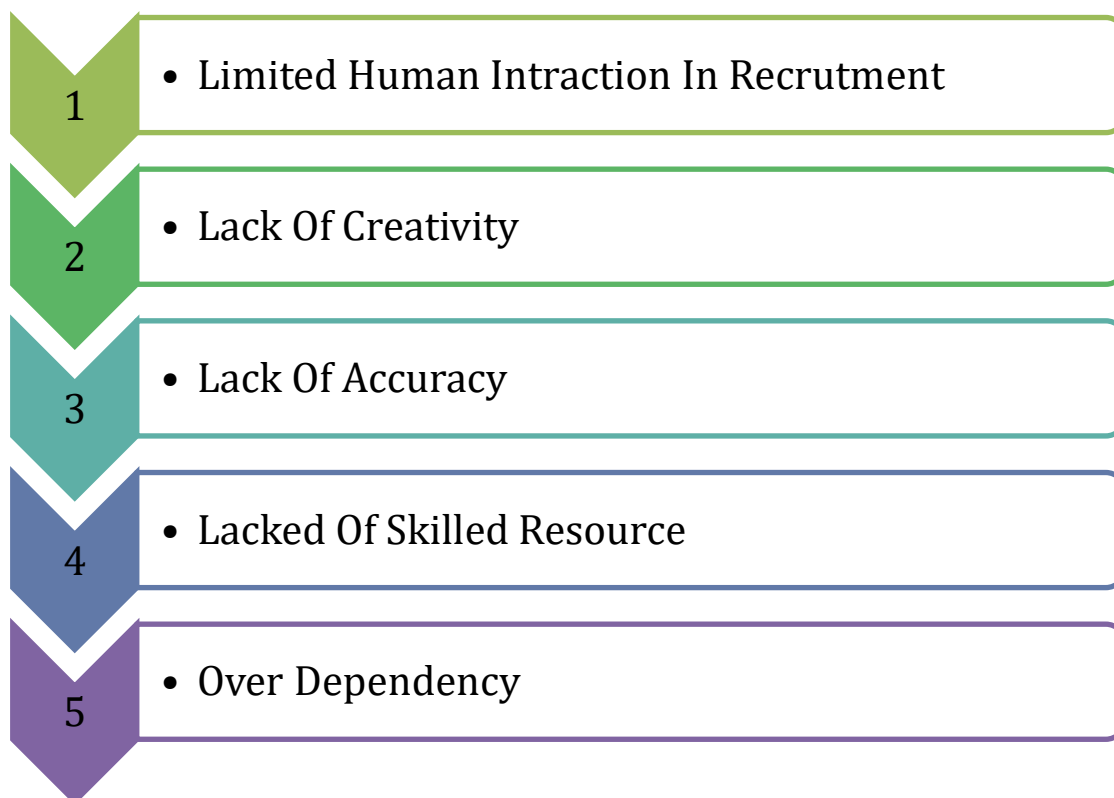 1
• Limited Human Intraction In Recrutment
2
• Lack Of Creativity
3
• Lack Of Accuracy
4
• Lacked Of Skilled Resource
5
• Over Dependency